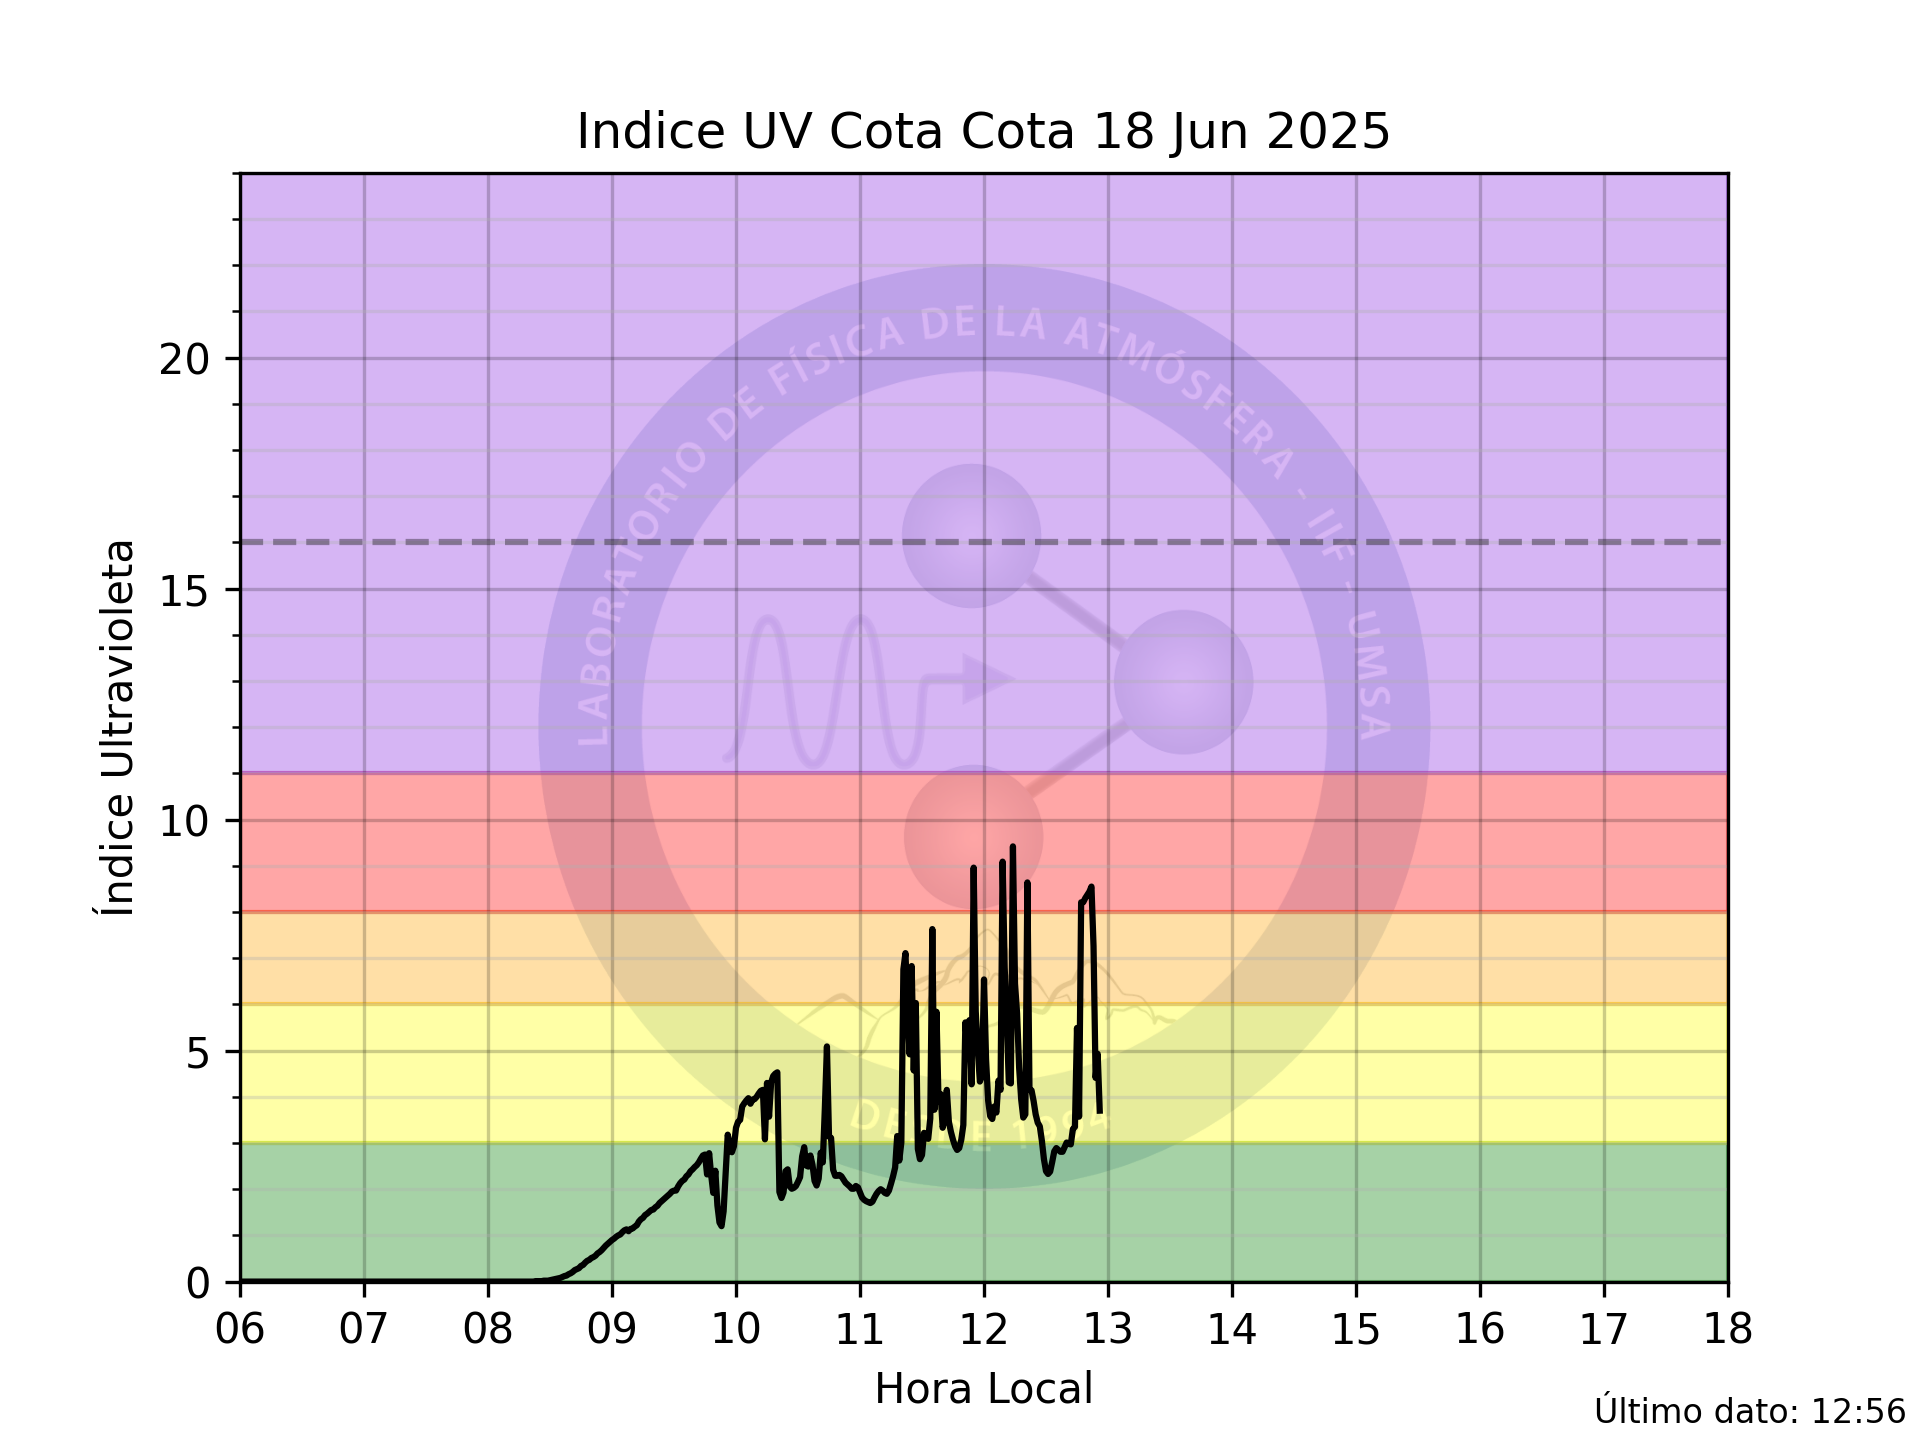 Indice UV Cota Cota 18 Jun 2025
LABORATORIO DE FÍSICA DE LA ATMÓSFERA - IIF - UMSA
DESDE 1994
Índice Ultravioleta
20
15
10
5
0
06 07 08 09 10 11 12 13 14 15 16 17 18
Hora Local
Último dato: 12:56